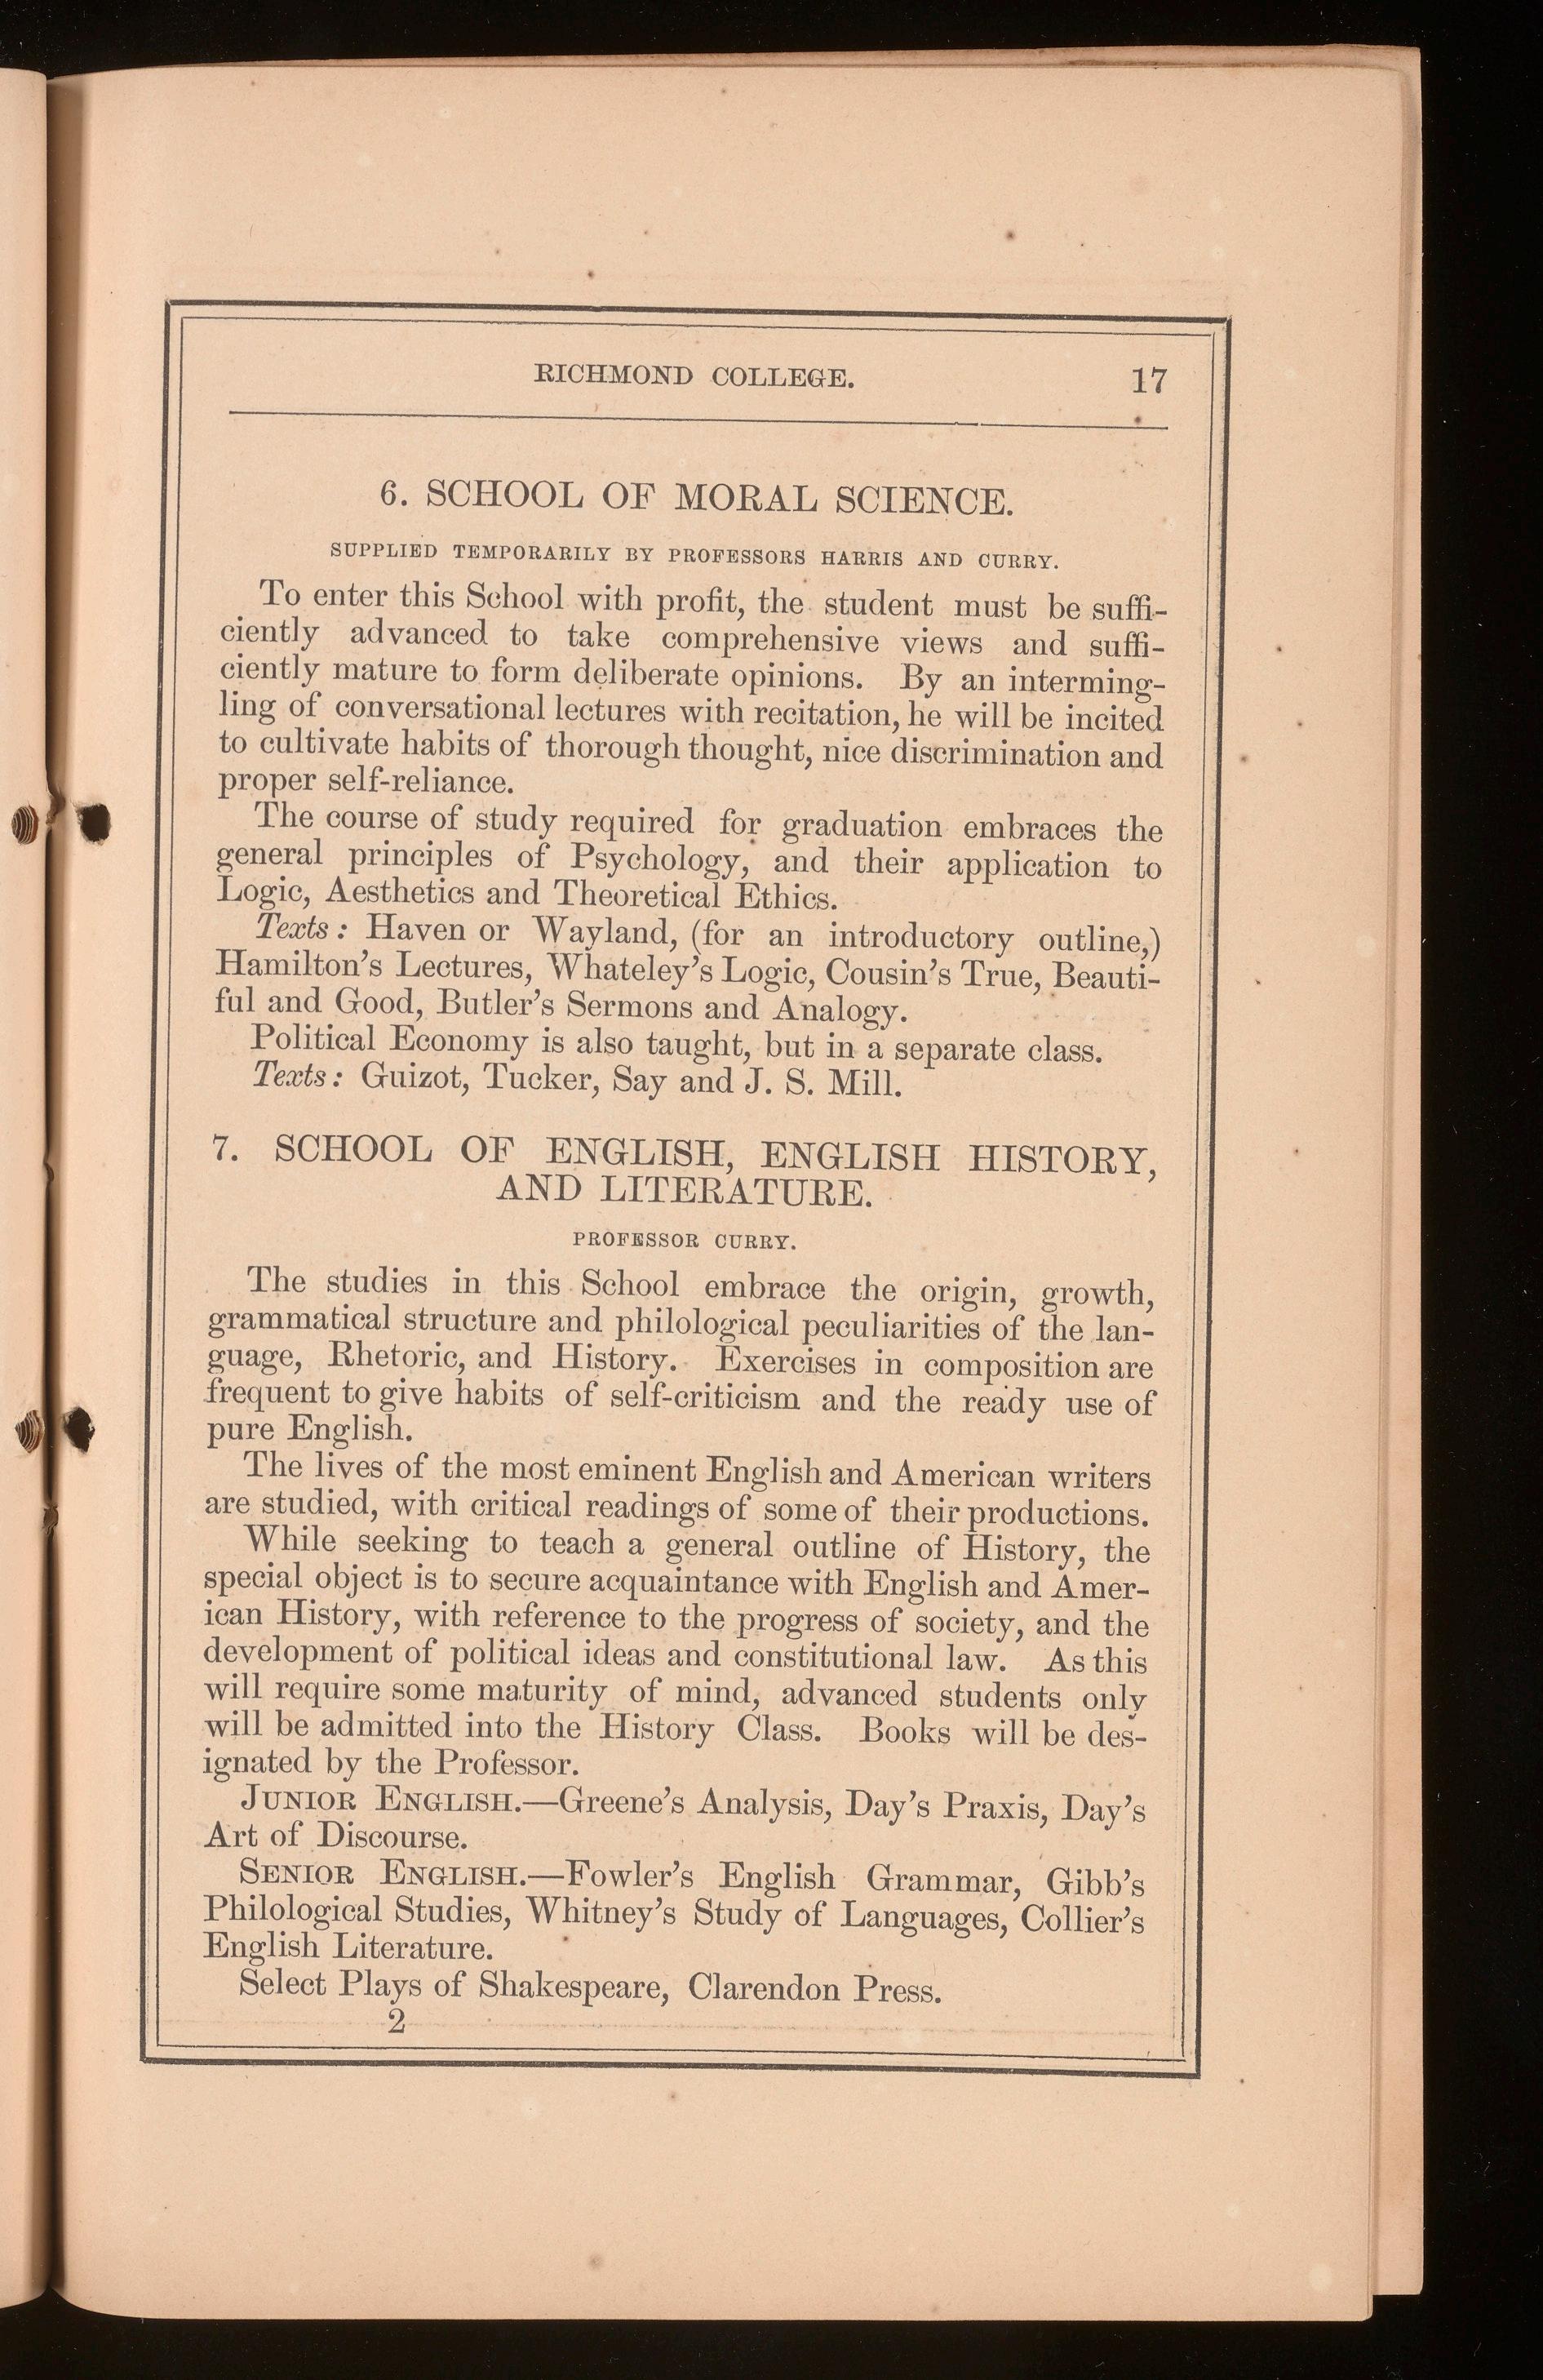 RICHMOND COLLEGE. 17
6. SCHOOL OF MORAL SCIENCE.
SUPPLIED TEMPORARILY BY PROFESSORS HARRIS AND CURRY.
To enter this School with profit, the student must be suffi-
ciently advanced to take comprehensive views and suffi-
ciently mature to form deliberate opinions. By an interming-
ling of conversational lectures with recitation, he will be incited
to cultivate habits of thorough thought, nice discrimination and
proper self-reliance.
The course of study required for graduation embraces the
general principles of Psychology, and their application to
Logic, Aesthetics and Theoretical Ethics.
Texts: Haven or Wayland, (for an introductory outline,)
Hamilton's Lectures, Whateley's Logic, Cousin's True, Beauti-
ful and Good, Butler's Sermons and Analogy.
Political Economy is also taught, but in a separate class.
Texts: Guizot, Tucker, Say and J. S. Mill.
7. SCHOOL OF ENGLISH, ENGLISH HISTORY,
AND LITERATURE.
PROFESSOR CURRY.
The studies in this School embrace the origin, growth,
grammatical structure and philological peculiarities of the lan-
guage, Rhetoric, and History. Exercises in composition are
frequent to give habits of self-criticism and the ready use of
pure English.
The lives of the most eminent English and American writers
are studied, with critical readings of some of their productions.
While seeking to teach a general outline of History, the
special object is to secure acquaintance with English and Amer-
ican History, with reference to the progress of society, and the
development of political ideas and constitutional law. As this
will require some maturity of mind, advanced students only
will be admitted into the History Class. Books will be des-
ignated by the Professor.
JUNIOR ENGLISH.—Greene's Analysis, Day's Praxis, Day's
Art of Discourse.
SENIOR ENGLISH.—Fowler's English Grammar, Gibb's
Philological Studies, Whitney's Study of Languages, Collier's
English Literature.
Select Plays of Shakespeare, Clarendon Press.
2